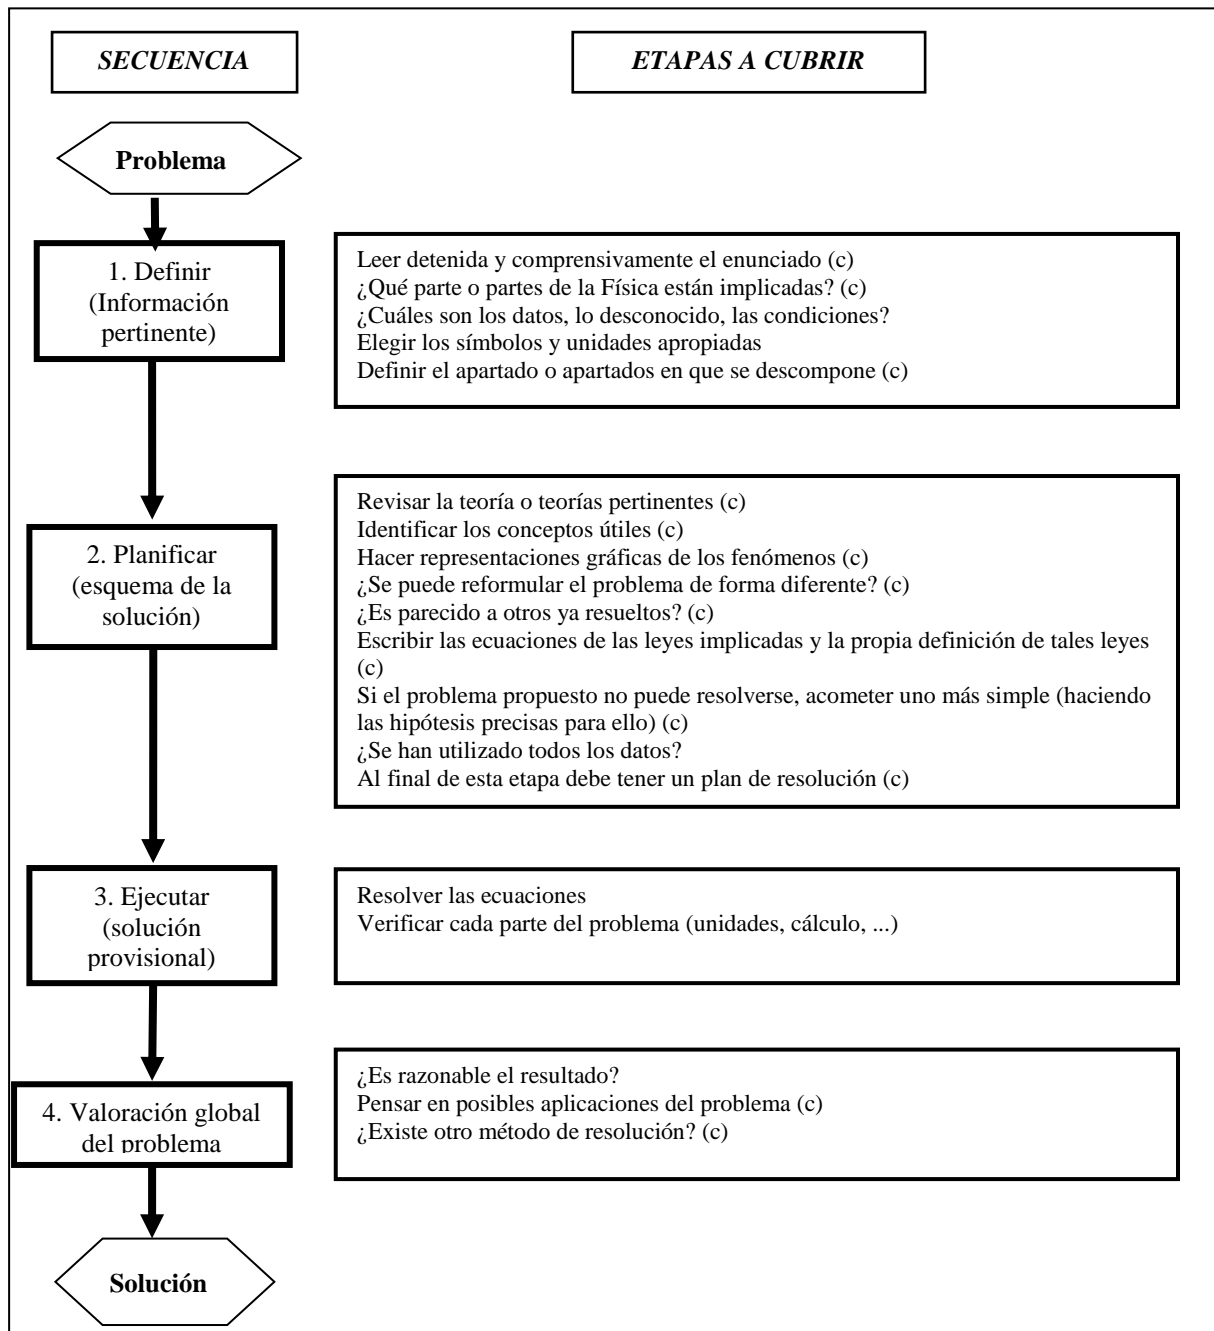 SECUENCIA
ETAPAS A CUBRIR
Problema
1. Definir
(Información
pertinente)
Leer detenida y comprensivamente el enunciado (c)
¿Qué parte o partes de la Física están implicadas? (c)
¿Cuáles son los datos, lo desconocido, las condiciones?
Elegir los símbolos y unidades apropiadas
Definir el apartado o apartados en que se descompone (c)
2. Planificar
(esquema de la
solución)
Revisar la teoría o teorías pertinentes (c)
Identificar los conceptos útiles (c)
Hacer representaciones gráficas de los fenómenos (c)
¿Se puede reformular el problema de forma diferente? (c)
¿Es parecido a otros ya resueltos? (c)
Escribir las ecuaciones de las leyes implicadas y la propia definición de tales leyes
(c)
Si el problema propuesto no puede resolverse, acometer uno más simple (haciendo
las hipótesis precisas para ello) (c)
¿Se han utilizado todos los datos?
Al final de esta etapa debe tener un plan de resolución (c)
3. Ejecutar
(solución
provisional)
Resolver las ecuaciones
Verificar cada parte del problema (unidades, cálculo, ...)
4. Valoración global
del problema
¿Es razonable el resultado?
Pensar en posibles aplicaciones del problema (c)
¿Existe otro método de resolución? (c)
Solución